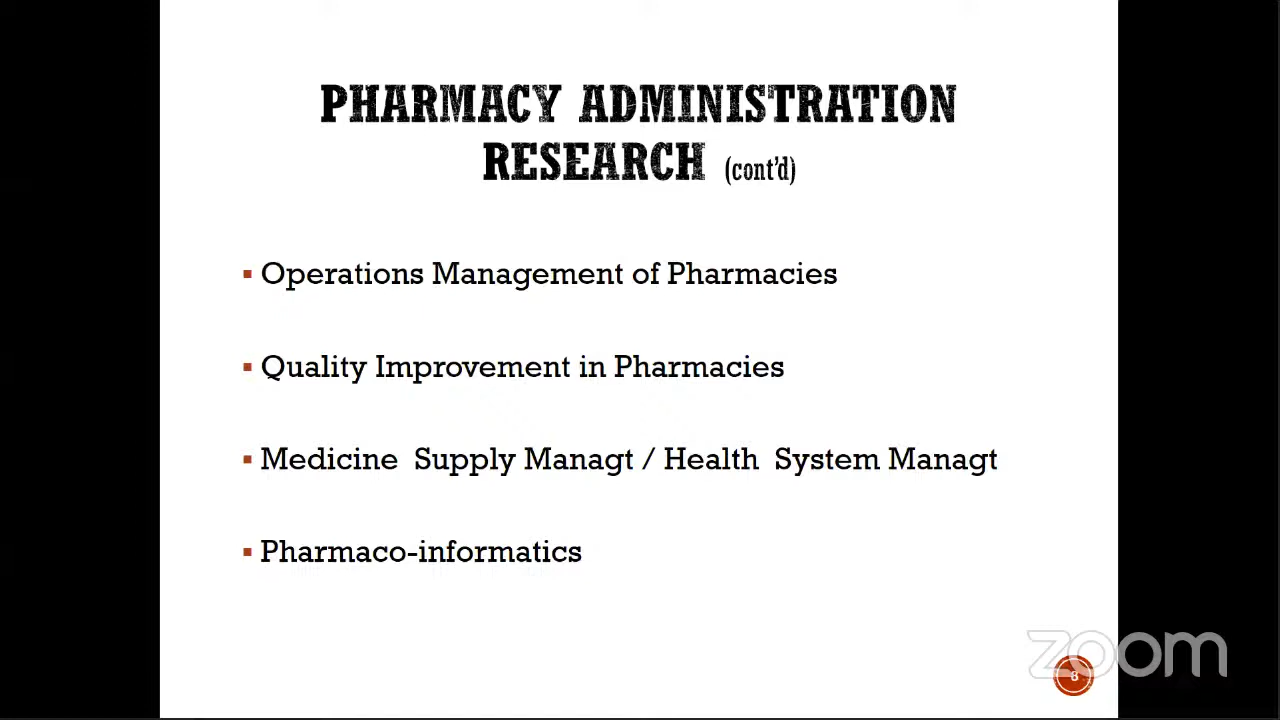 PHARMACY ADMINISTRATION
RESEARCH (cont'd)
Operations Management of Pharmacies
Quality Improvement in Pharmacies
Medicine Supply Managt / Health System Managt
Pharmaco-informatics
zoom
8